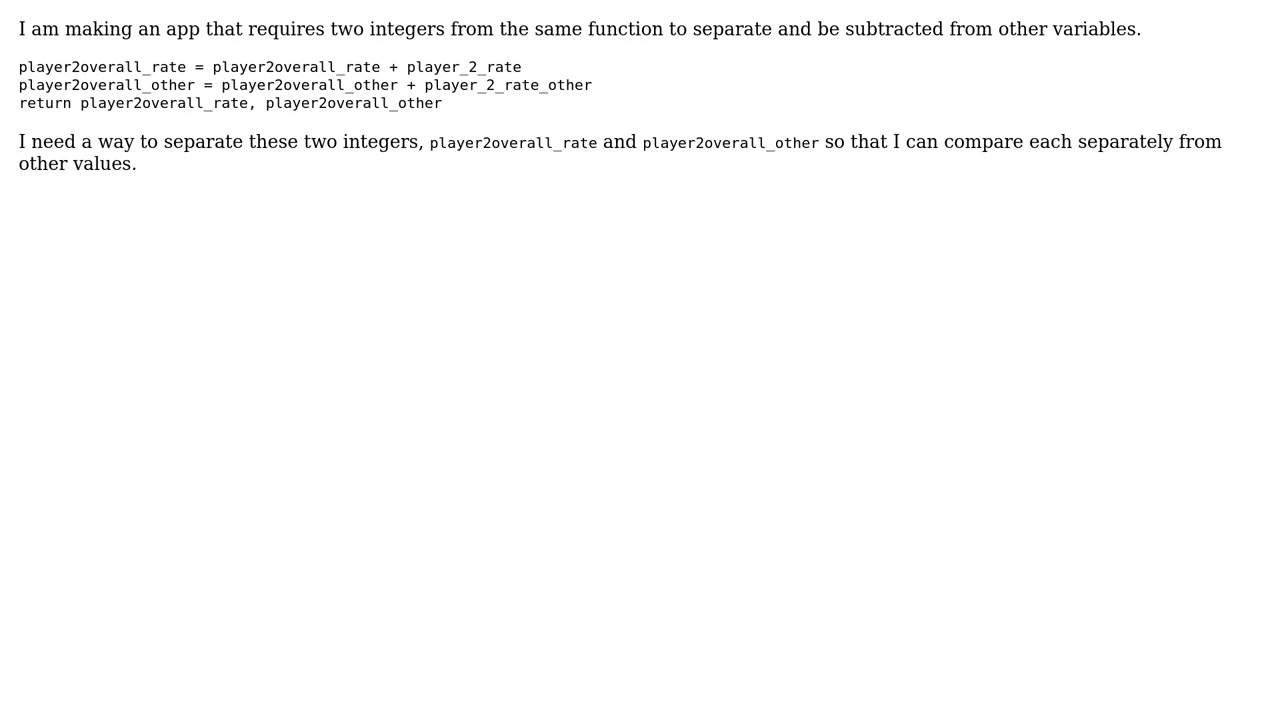 I am making an app that requires two integers from the same function to separate and be subtracted from other variables.
player2overall_rate = player2overall_rate + player_2_rate
player2overall_other = player2overall_other + player_2_rate_other
return player2overall_rate, player2overall_other
I need a way to separate these two integers, player2overall_rate and player2overall_other so that I can compare each separately from
other values.